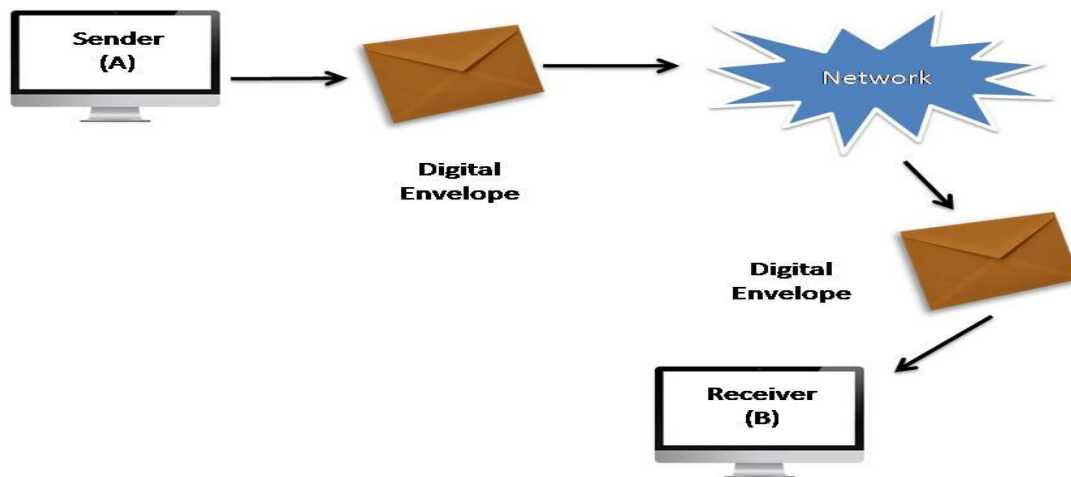 Sender
(A)
Digital
Envelope
Network
Digital
Envelope
Receiver
(B)